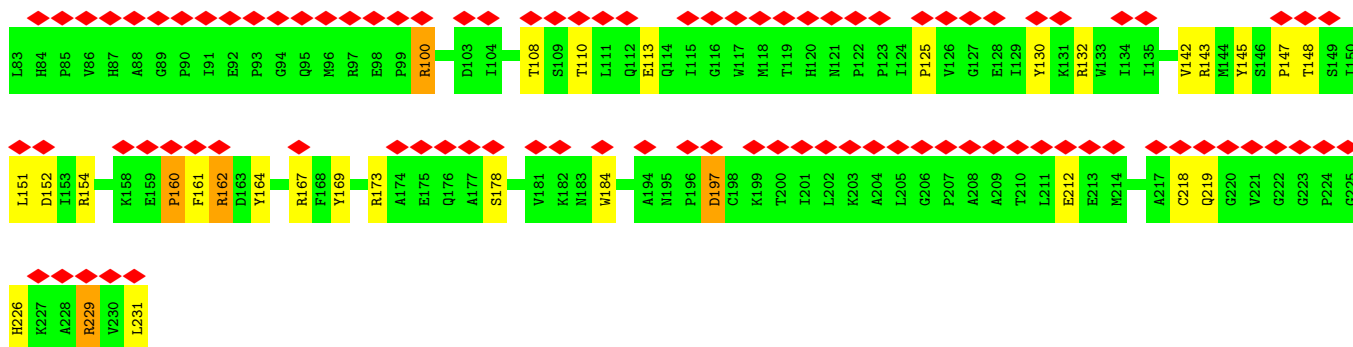 L83 H84 P85 V86 H87 A88 G89 P90 I91 E92 P93 G94 Q95 M96 R97 E98 P99 R100 D103 I104 T108 S109 T110 L111 Q112 E113 Q114 I115 G116 W117 M118 T119 H120 N121 P122 P123 I124 P125 V126 G127 E128 I129 Y130 K131 R132 W133 I134 I135 V142 R143 M144 Y145 S146 P147 T148 S149 I150
L151 D152 I153 R154 K158 E159 P160 F161 R162 D163 Y164 R167 F168 Y169 R173 A174 E175 Q176 A177 S178 V181 K182 N183 W184 A194 N195 P196 D197 C198 K199 T200 I201 L202 K203 A204 L205 G206 P207 A208 A209 T210 L211 E212 E213 M214 A217 C218 Q219 G220 V221 G222 G223 P224 G225
H226 K227 A228 R229 V230 L231